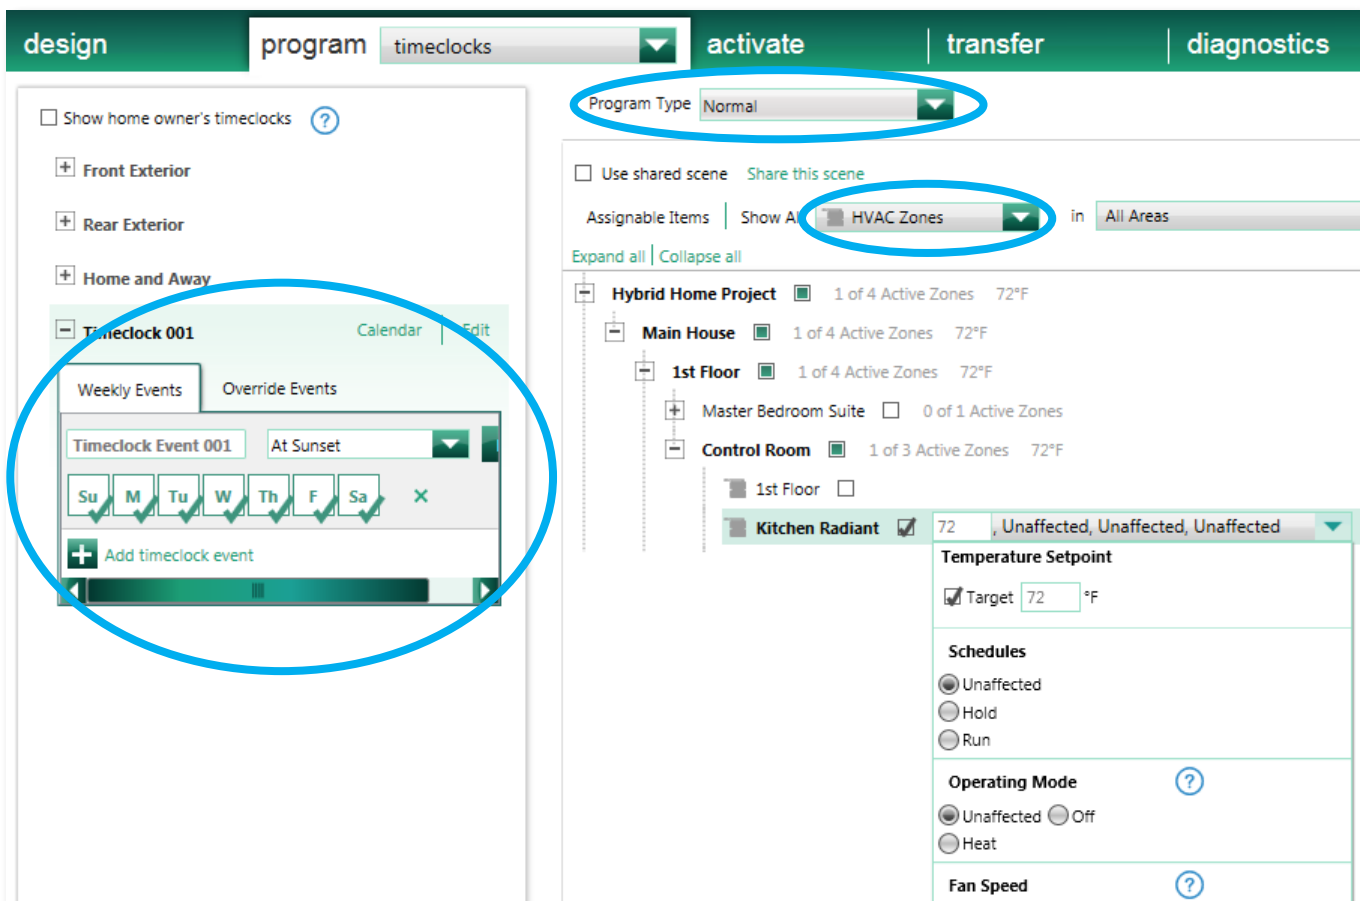 design program timeclocks activate transfer diagnostics
Show home owner's timeclocks ?
Front Exterior
Rear Exterior
Home and Away
Timeclock 001 Calendar Edit
Weekly Events Override Events
Timeclock Event 001 At Sunset
Su M Tu W Th F Sa
Add timeclock event
Program Type Normal
Use shared scene Share this scene
Assignable Items Show Al HVAC Zones in All Areas
Expand all Collapse all
Hybrid Home Project 1 of 4 Active Zones 72°F
Main House 1 of 4 Active Zones 72°F
1st Floor 1 of 4 Active Zones 72°F
Master Bedroom Suite 0 of 1 Active Zones
Control Room 1 of 3 Active Zones 72°F
1st Floor
Kitchen Radiant 72 , Unaffected, Unaffected, Unaffected
Temperature Setpoint
Target 72 °F
Schedules
Unaffected
Hold
Run
Operating Mode ?
Unaffected Off
Heat
Fan Speed ?